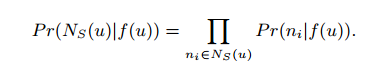 Pr(N_S(u)|f(u)) = ∏_{n_i∈N_S(u)} Pr(n_i|f(u)).